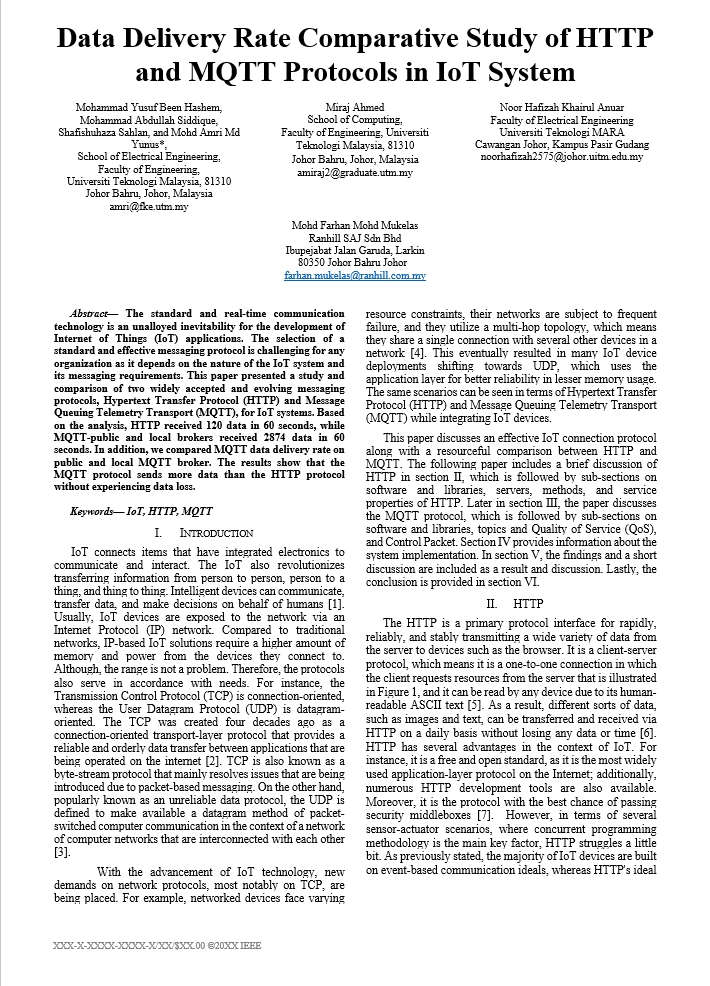 Data Delivery Rate Comparative Study of HTTP
and MQTT Protocols in IoT System
Mohammad Yusuf Been Hashem,
Mohammad Abdullah Siddique,
Shafishuhaza Sahlan, and Mohd Amri Md
Yunus*,
School of Electrical Engineering,
Faculty of Engineering,
Universiti Teknologi Malaysia, 81310
Johor Bahru, Johor, Malaysia
amri@fke.utm.my
Miraj Ahmed
School of Computing,
Faculty of Engineering, Universiti
Teknologi Malaysia, 81310
Johor Bahru, Johor, Malaysia
amiraj2@graduate.utm.my
Noor Hafizah Khairul Anuar
Faculty of Electrical Engineering
Universiti Teknologi MARA
Cawangan Johor, Kampus Pasir Gudang
noorhafizah2575@johor.uitm.edu.my
Mohd Farhan Mohd Mukelas
Ranhill SAJ Sdn Bhd
Ibupejabat Jalan Garuda, Larkin
80350 Johor Bahru Johor
farhan.mukelas@ranhill.com.my
Abstract— The standard and real-time communication
technology is an unalloyed inevitability for the development of
Internet of Things (IoT) applications. The selection of a
standard and effective messaging protocol is challenging for any
organization as it depends on the nature of the IoT system and
its messaging requirements. This paper presented a study and
comparison of two widely accepted and evolving messaging
protocols, Hypertext Transfer Protocol (HTTP) and Message
Queuing Telemetry Transport (MQTT), for IoT systems. Based
on the analysis, HTTP received 120 data in 60 seconds, while
MQTT-public and local brokers received 2874 data in 60
seconds. In addition, we compared MQTT data delivery rate on
public and local MQTT broker. The results show that the
MQTT protocol sends more data than the HTTP protocol
without experiencing data loss.
Keywords— IoT, HTTP, MQTT
I. INTRODUCTION
IoT connects items that have integrated electronics to
communicate and interact. The IoT also revolutionizes
transferring information from person to person, person to a
thing, and thing to thing. Intelligent devices can communicate,
transfer data, and make decisions on behalf of humans [1].
Usually, IoT devices are exposed to the network via an
Internet Protocol (IP) network. Compared to traditional
networks, IP-based IoT solutions require a higher amount of
memory and power from the devices they connect to.
Although, the range is not a problem. Therefore, the protocols
also serve in accordance with needs. For instance, the
Transmission Control Protocol (TCP) is connection-oriented,
whereas the User Datagram Protocol (UDP) is datagram-
oriented. The TCP was created four decades ago as a
connection-oriented transport-layer protocol that provides a
reliable and orderly data transfer between applications that are
being operated on the internet [2]. TCP is also known as a
byte-stream protocol that mainly resolves issues that are being
introduced due to packet-based messaging. On the other hand,
popularly known as an unreliable data protocol, the UDP is
defined to make available a datagram method of packet-
switched computer communication in the context of a network
of computer networks that are interconnected with each other
[3].
With the advancement of IoT technology, new
demands on network protocols, most notably on TCP, are
being placed. For example, networked devices face varying
resource constraints, their networks are subject to frequent
failure, and they utilize a multi-hop topology, which means
they share a single connection with several other devices in a
network [4]. This eventually resulted in many IoT device
deployments shifting towards UDP, which uses the
application layer for better reliability in lesser memory usage.
The same scenarios can be seen in terms of Hypertext Transfer
Protocol (HTTP) and Message Queuing Telemetry Transport
(MQTT) while integrating IoT devices.
This paper discusses an effective IoT connection protocol
along with a resourceful comparison between HTTP and
MQTT. The following paper includes a brief discussion of
HTTP in section II, which is followed by sub-sections on
software and libraries, servers, methods, and service
properties of HTTP. Later in section III, the paper discusses
the MQTT protocol, which is followed by sub-sections on
software and libraries, topics and Quality of Service (QoS),
and Control Packet. Section IV provides information about the
system implementation. In section V, the findings and a short
discussion are included as a result and discussion. Lastly, the
conclusion is provided in section VI.
II. HTTP
The HTTP is a primary protocol interface for rapidly,
reliably, and stably transmitting a wide variety of data from
the server to devices such as the browser. It is a client-server
protocol, which means it is a one-to-one connection in which
the client requests resources from the server that is illustrated
in Figure 1, and it can be read by any device due to its human-
readable ASCII text [5]. As a result, different sorts of data,
such as images and text, can be transferred and received via
HTTP on a daily basis without losing any data or time [6].
HTTP has several advantages in the context of IoT. For
instance, it is a free and open standard, as it is the most widely
used application-layer protocol on the Internet; additionally,
numerous HTTP development tools are also available.
Moreover, it is the protocol with the best chance of passing
security middleboxes [7]. However, in terms of several
sensor-actuator scenarios, where concurrent programming
methodology is the main key factor, HTTP struggles a little
bit. As previously stated, the majority of IoT devices are built
on event-based communication ideals, whereas HTTP's ideal
XXX-X-XXXX-XXXX-X/XX/$XX.00 ©20XX IEEE